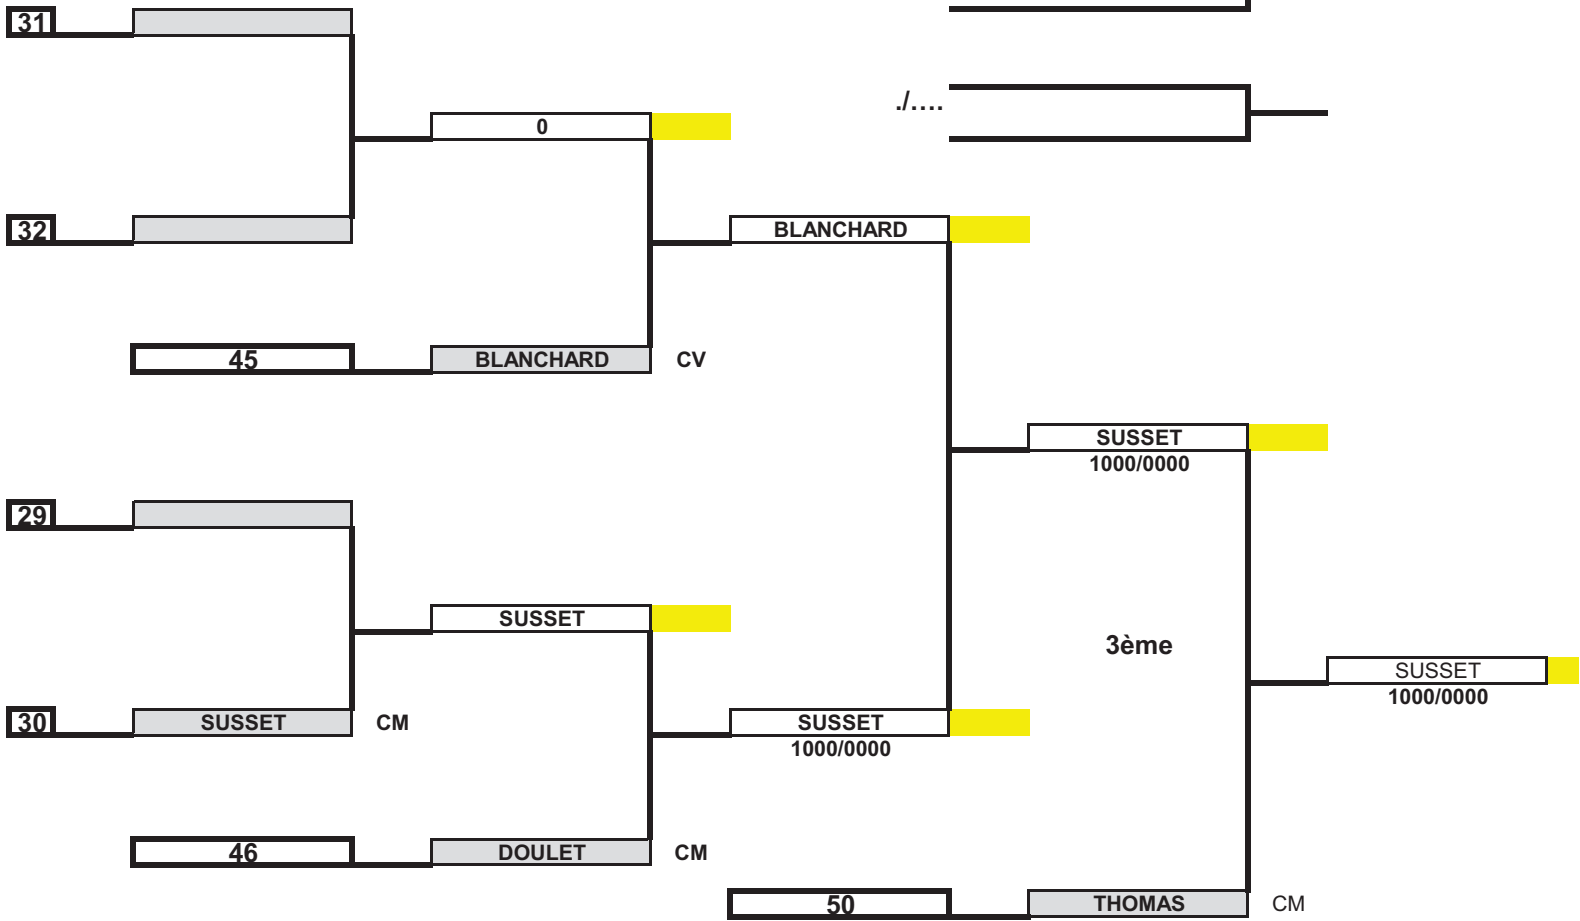 31
./....
0
32
BLANCHARD
45
BLANCHARD CV
SUSSET
1000/0000
29
SUSSET
3ème
SUSSET
1000/0000
30
SUSSET CM
SUSSET
1000/0000
46
DOULET CM
50
THOMAS CM